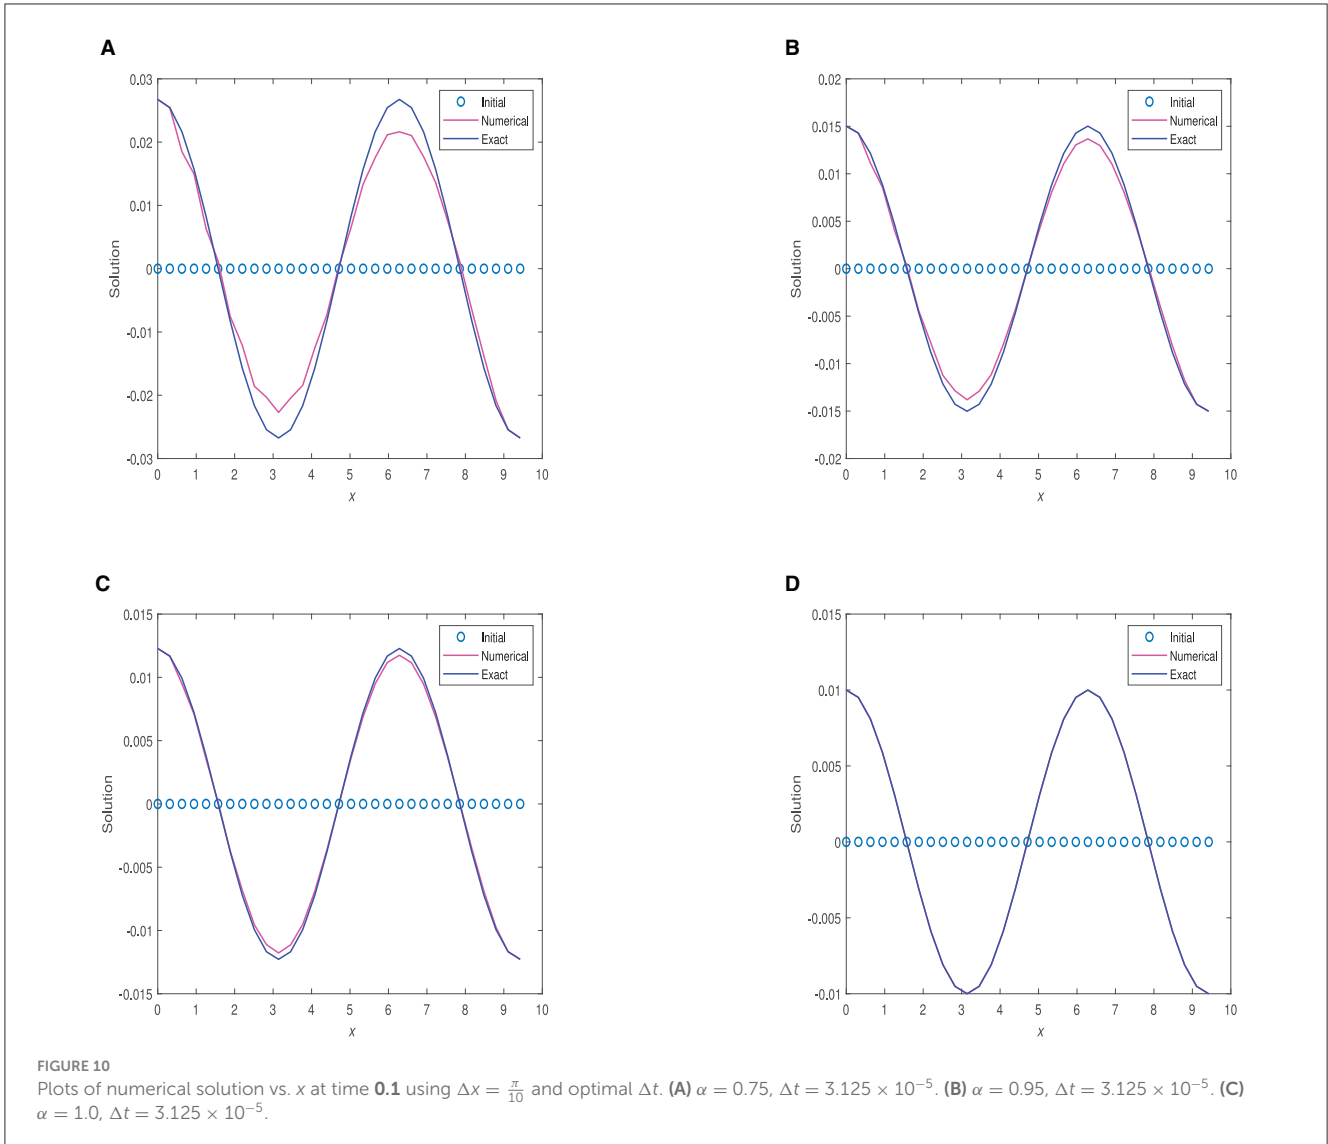 A
0.03
0.02
0.01
0
-0.01
-0.02
-0.03
Solution
0 1 2 3 4 5 6 7 8 9 10
x
Initial
Numerical
Exact
B
0.02
0.015
0.01
0.005
0
-0.005
-0.01
-0.015
-0.02
Solution
0 1 2 3 4 5 6 7 8 9 10
x
Initial
Numerical
Exact
C
0.015
0.01
0.005
0
-0.005
-0.01
-0.015
Solution
0 1 2 3 4 5 6 7 8 9 10
x
Initial
Numerical
Exact
D
0.015
0.01
0.005
0
-0.005
-0.01
Solution
0 1 2 3 4 5 6 7 8 9 10
x
Initial
Numerical
Exact
FIGURE 10
Plots of numerical solution vs. x at time 0.1 using Δx = π/10 and optimal Δt. (A) α = 0.75, Δt = 3.125 × 10⁻⁵. (B) α = 0.95, Δt = 3.125 × 10⁻⁵. (C)
α = 1.0, Δt = 3.125 × 10⁻⁵.